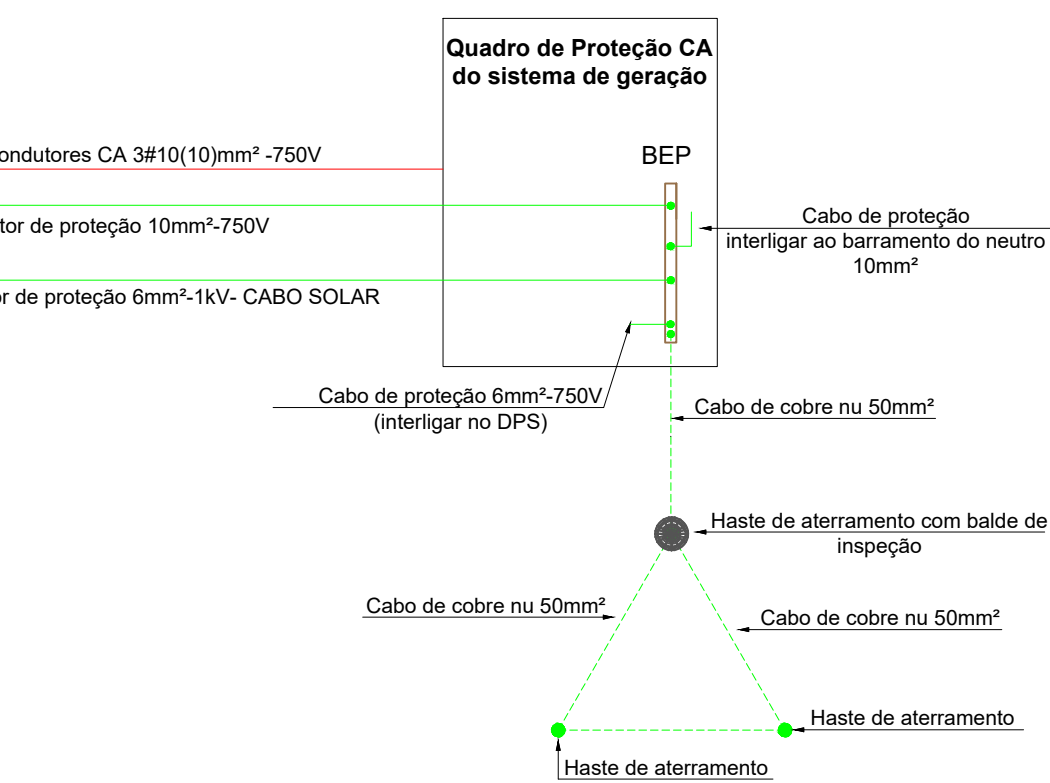 Quadro de Proteção CA
do sistema de geração
ondutores CA 3#10(10)mm² -750V
BEP
tor de proteção 10mm²-750V
Cabo de proteção
interligar ao barramento do neutro
10mm²
or de proteção 6mm²-1kV- CABO SOLAR
Cabo de proteção 6mm²-750V
(interligar no DPS)
Cabo de cobre nu 50mm²
Haste de aterramento com balde de
inspeção
Cabo de cobre nu 50mm²
Cabo de cobre nu 50mm²
Haste de aterramento
Haste de aterramento